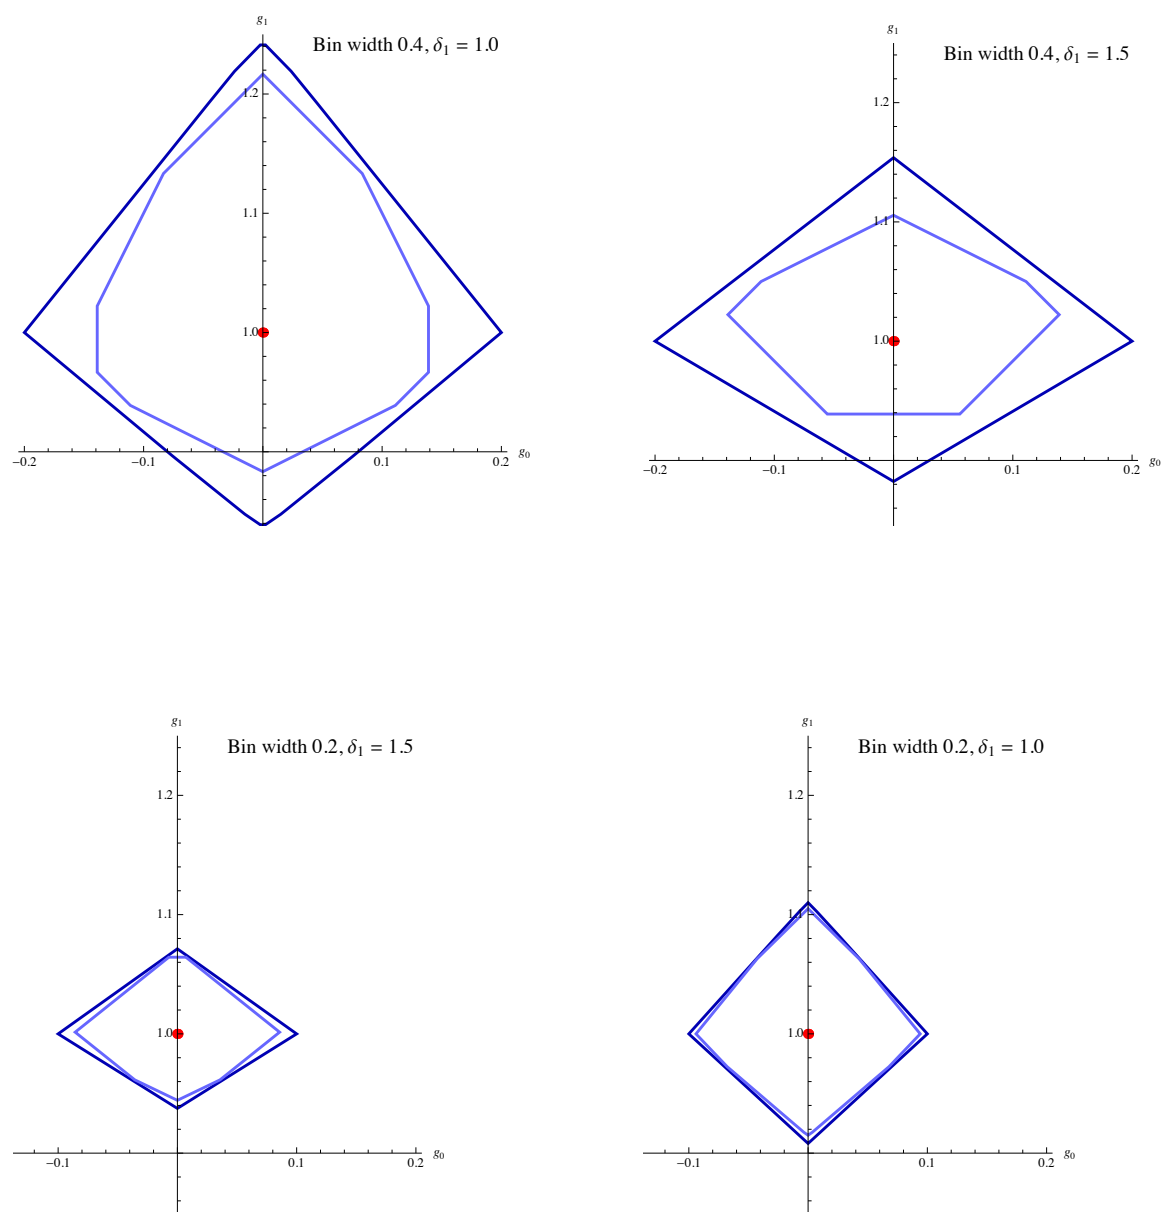 g₁
Bin width 0.4, δ₁ = 1.0
1.2
1.1
1.0
−0.2 −0.1 0.1 0.2 g₀
g₁
Bin width 0.4, δ₁ = 1.5
1.2
1.1
1.0
−0.2 −0.1 0.1 0.2 g₀
g₁
Bin width 0.2, δ₁ = 1.5
1.2
1.1
1.0
−0.1 0.1 0.2 g₀
g₁
Bin width 0.2, δ₁ = 1.0
1.2
1.1
1.0
−0.1 0.1 0.2 g₀